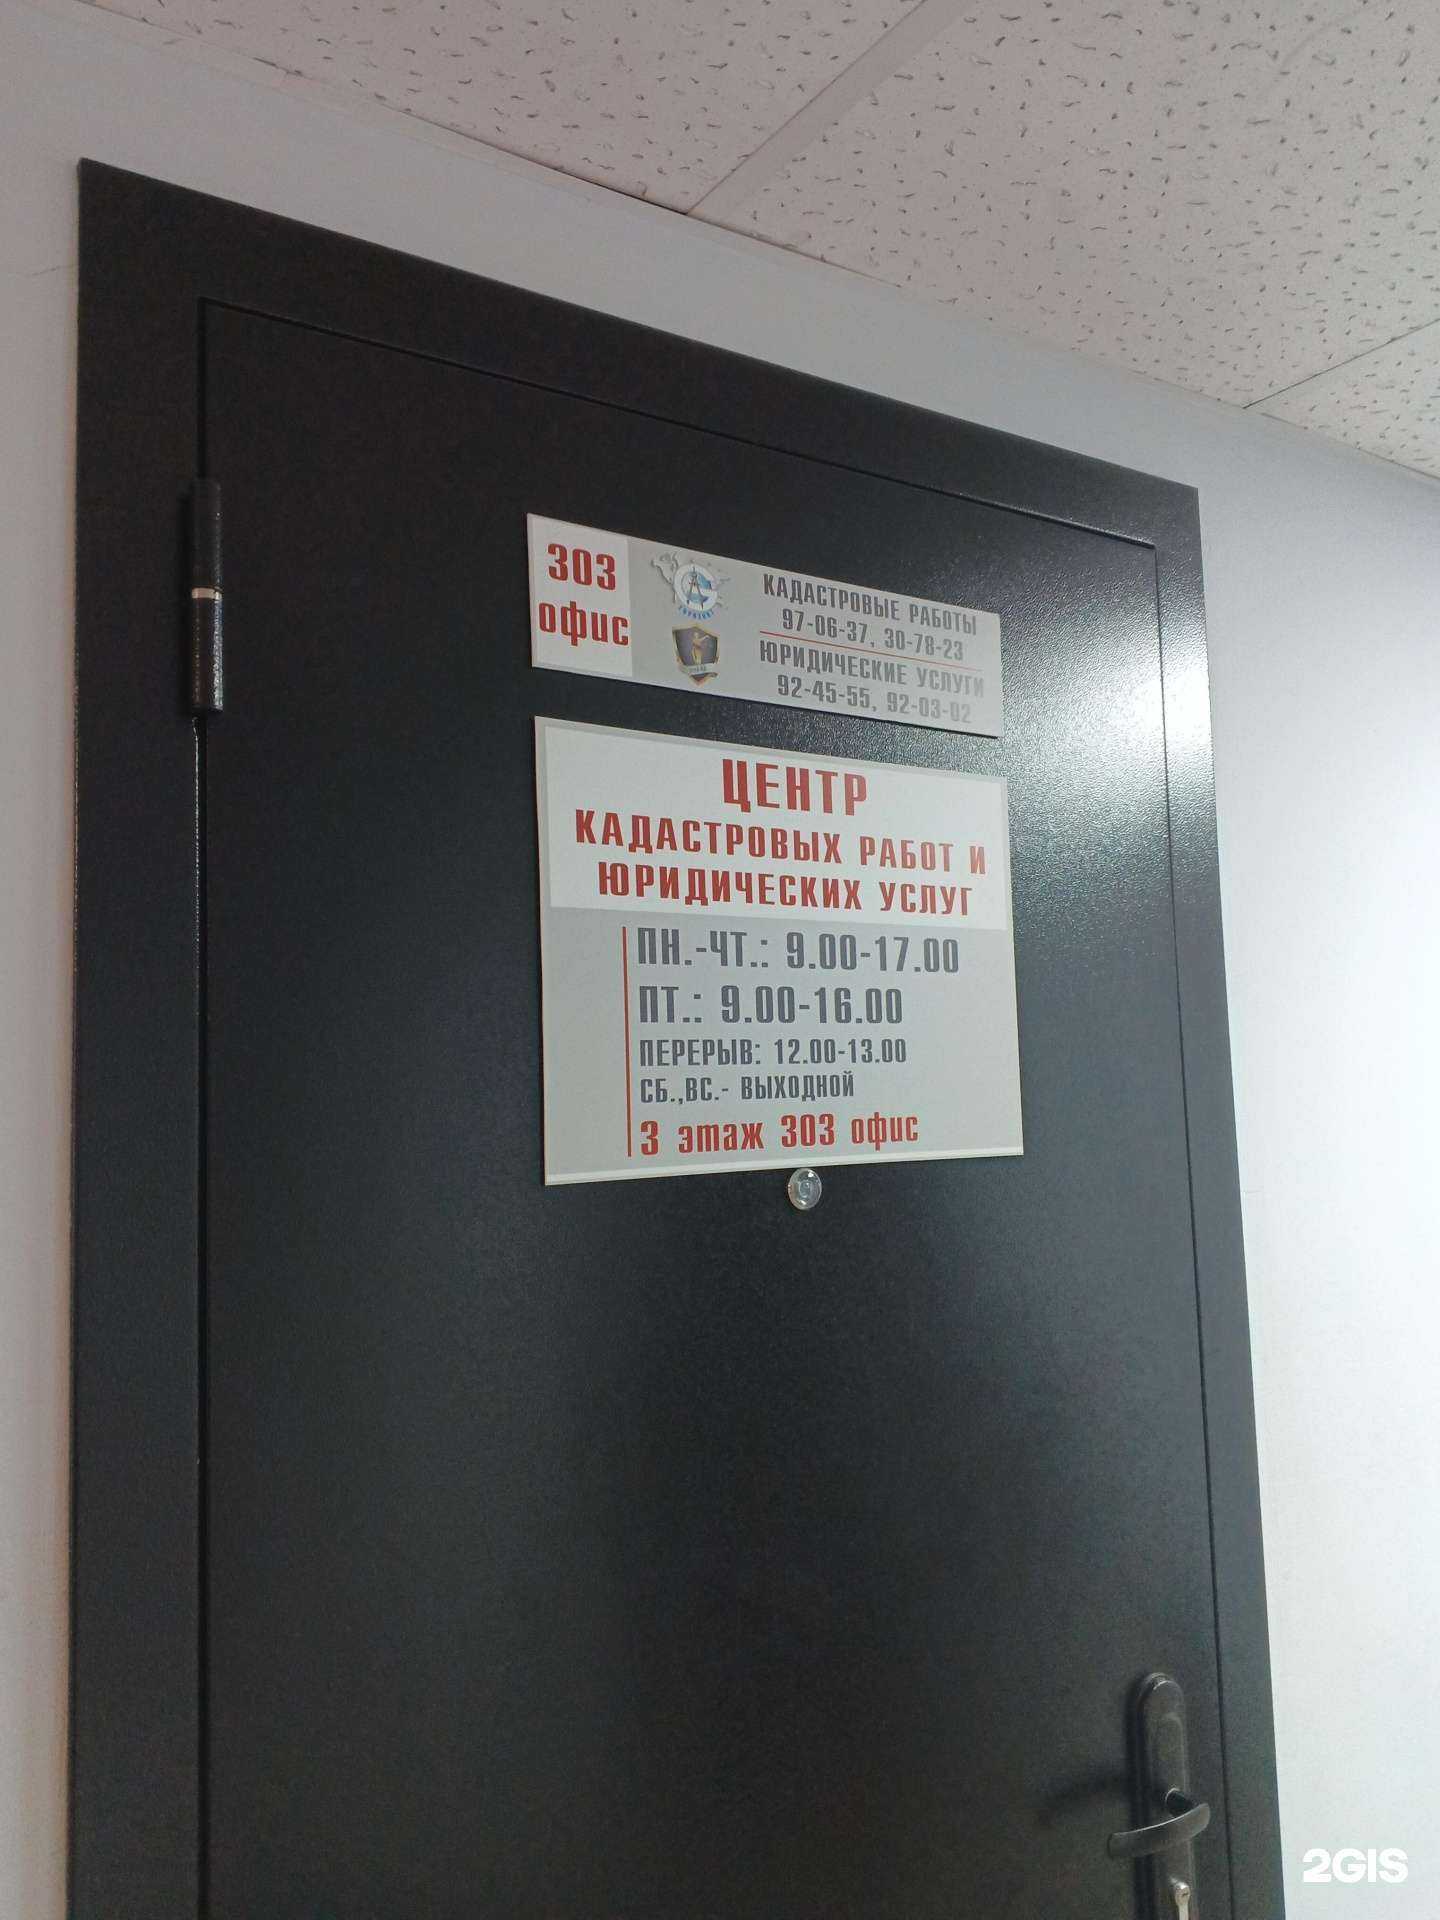 303
офис
КАДАСТРОВЫЕ РАБОТЫ
97-06-37, 30-78-23
ЮРИДИЧЕСКИЕ УСЛУГИ
92-45-55, 92-03-02
ЦЕНТР
КАДАСТРОВЫХ РАБОТ И
ЮРИДИЧЕСКИХ УСЛУГ
ПН.-ЧТ.: 9.00-17.00
ПТ.: 9.00-16.00
ПЕРЕРЫВ: 12.00-13.00
СБ.,ВС.- ВЫХОДНОЙ
3 этаж 303 офис
2GIS